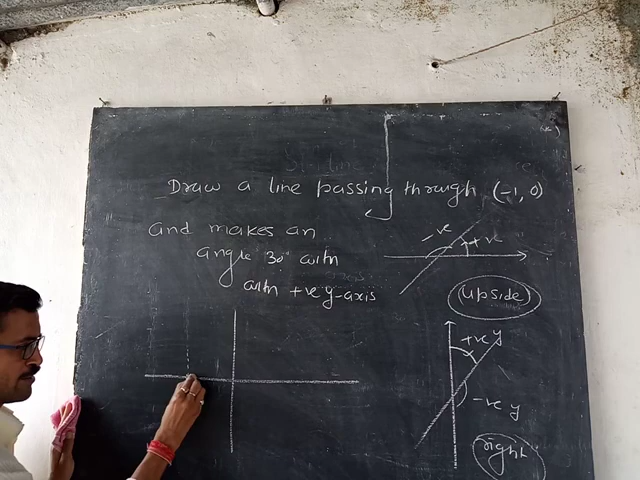 Draw a line passing through (-1, 0)
and makes an
angle 30° with
with +ve y-axis
-ve
+ve
(upside)
+ve y
-ve y
right